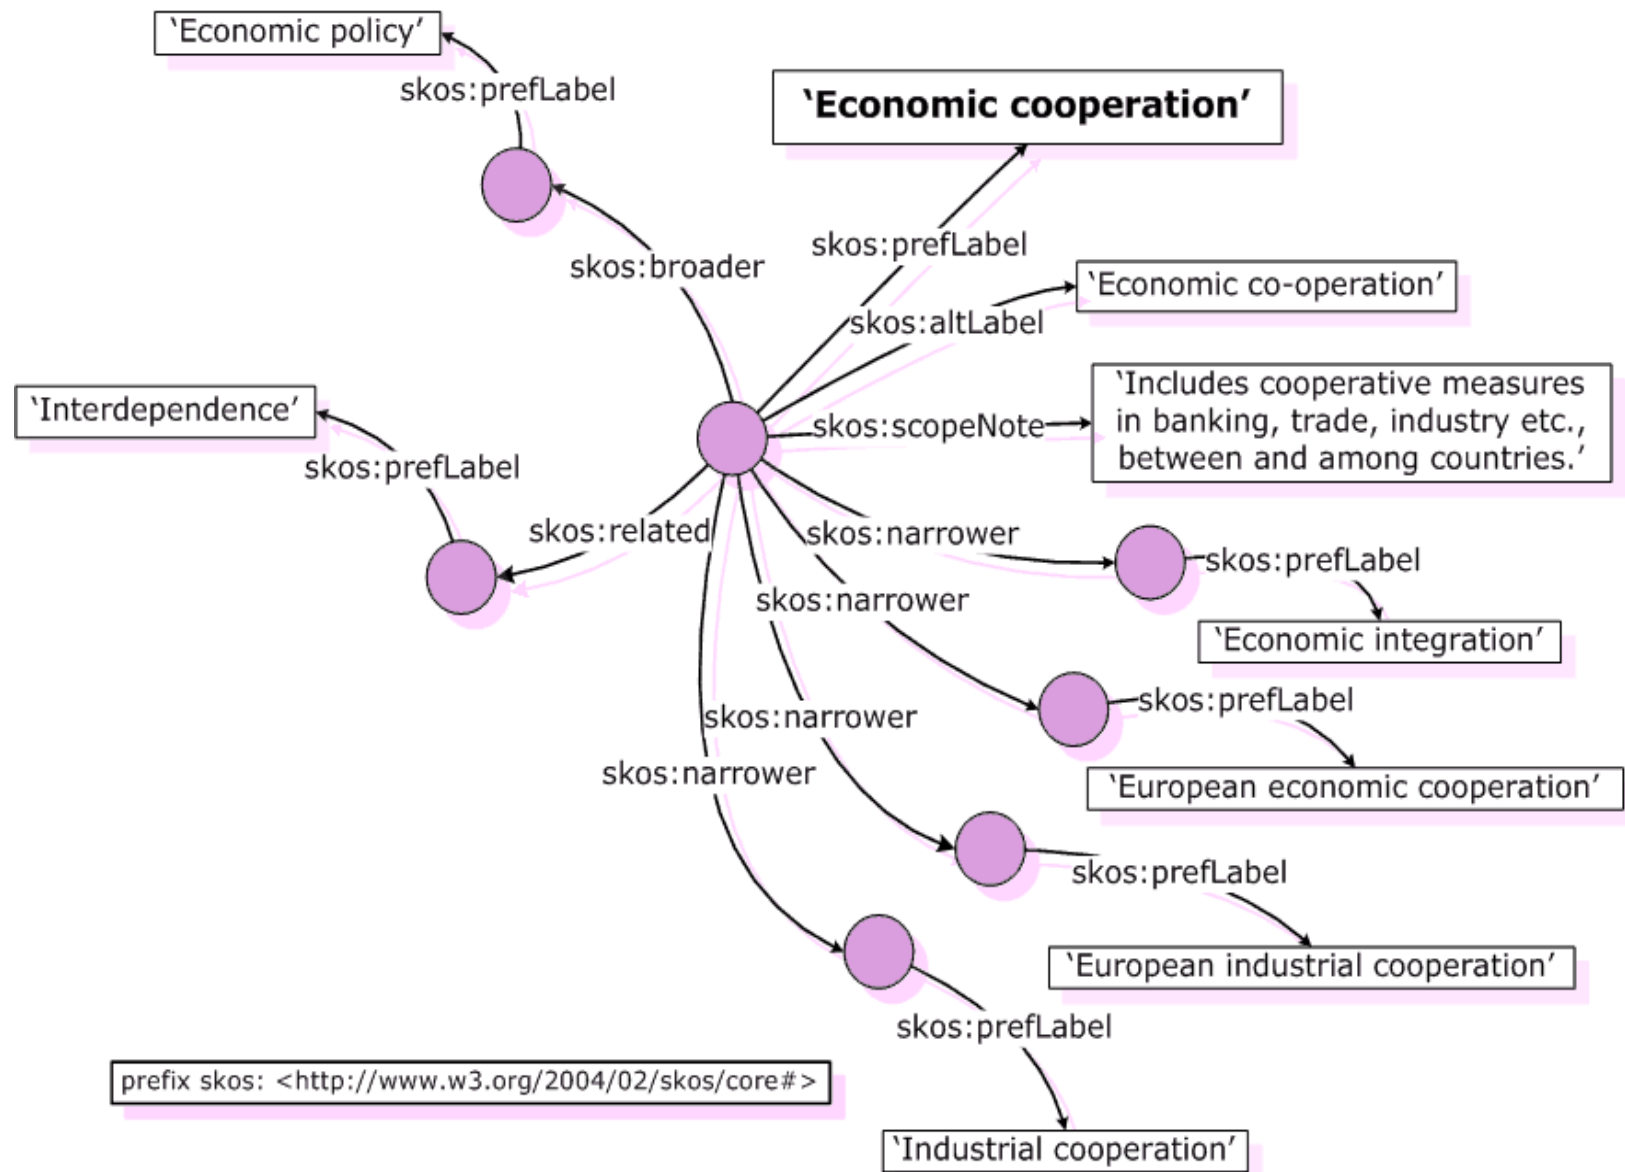 ‘Economic policy’
skos:prefLabel
‘Economic cooperation’
skos:prefLabel
skos:broader
‘Economic co-operation’
skos:altLabel
‘Includes cooperative measures
in banking, trade, industry etc.,
between and among countries.’
skos:scopeNote
‘Interdependence’
skos:prefLabel
skos:related
skos:narrower
skos:prefLabel
skos:narrower
‘Economic integration’
skos:prefLabel
skos:narrower
skos:narrower
‘European economic cooperation’
skos:prefLabel
‘European industrial cooperation’
skos:prefLabel
prefix skos: <http://www.w3.org/2004/02/skos/core#>
‘Industrial cooperation’